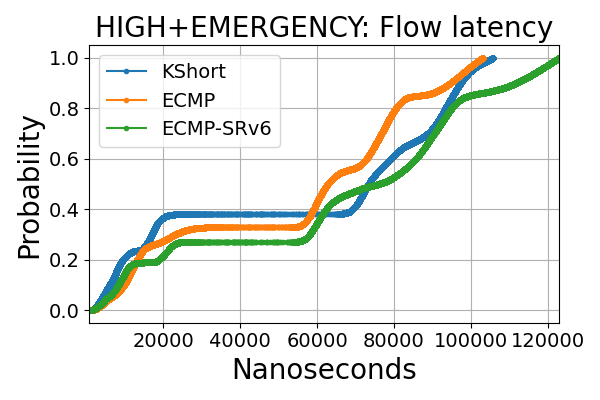 HIGH+EMERGENCY: Flow latency
KShort
ECMP
ECMP-SRv6
Probability
1.0
0.8
0.6
0.4
0.2
0.0
20000 40000 60000 80000 100000 120000
Nanoseconds